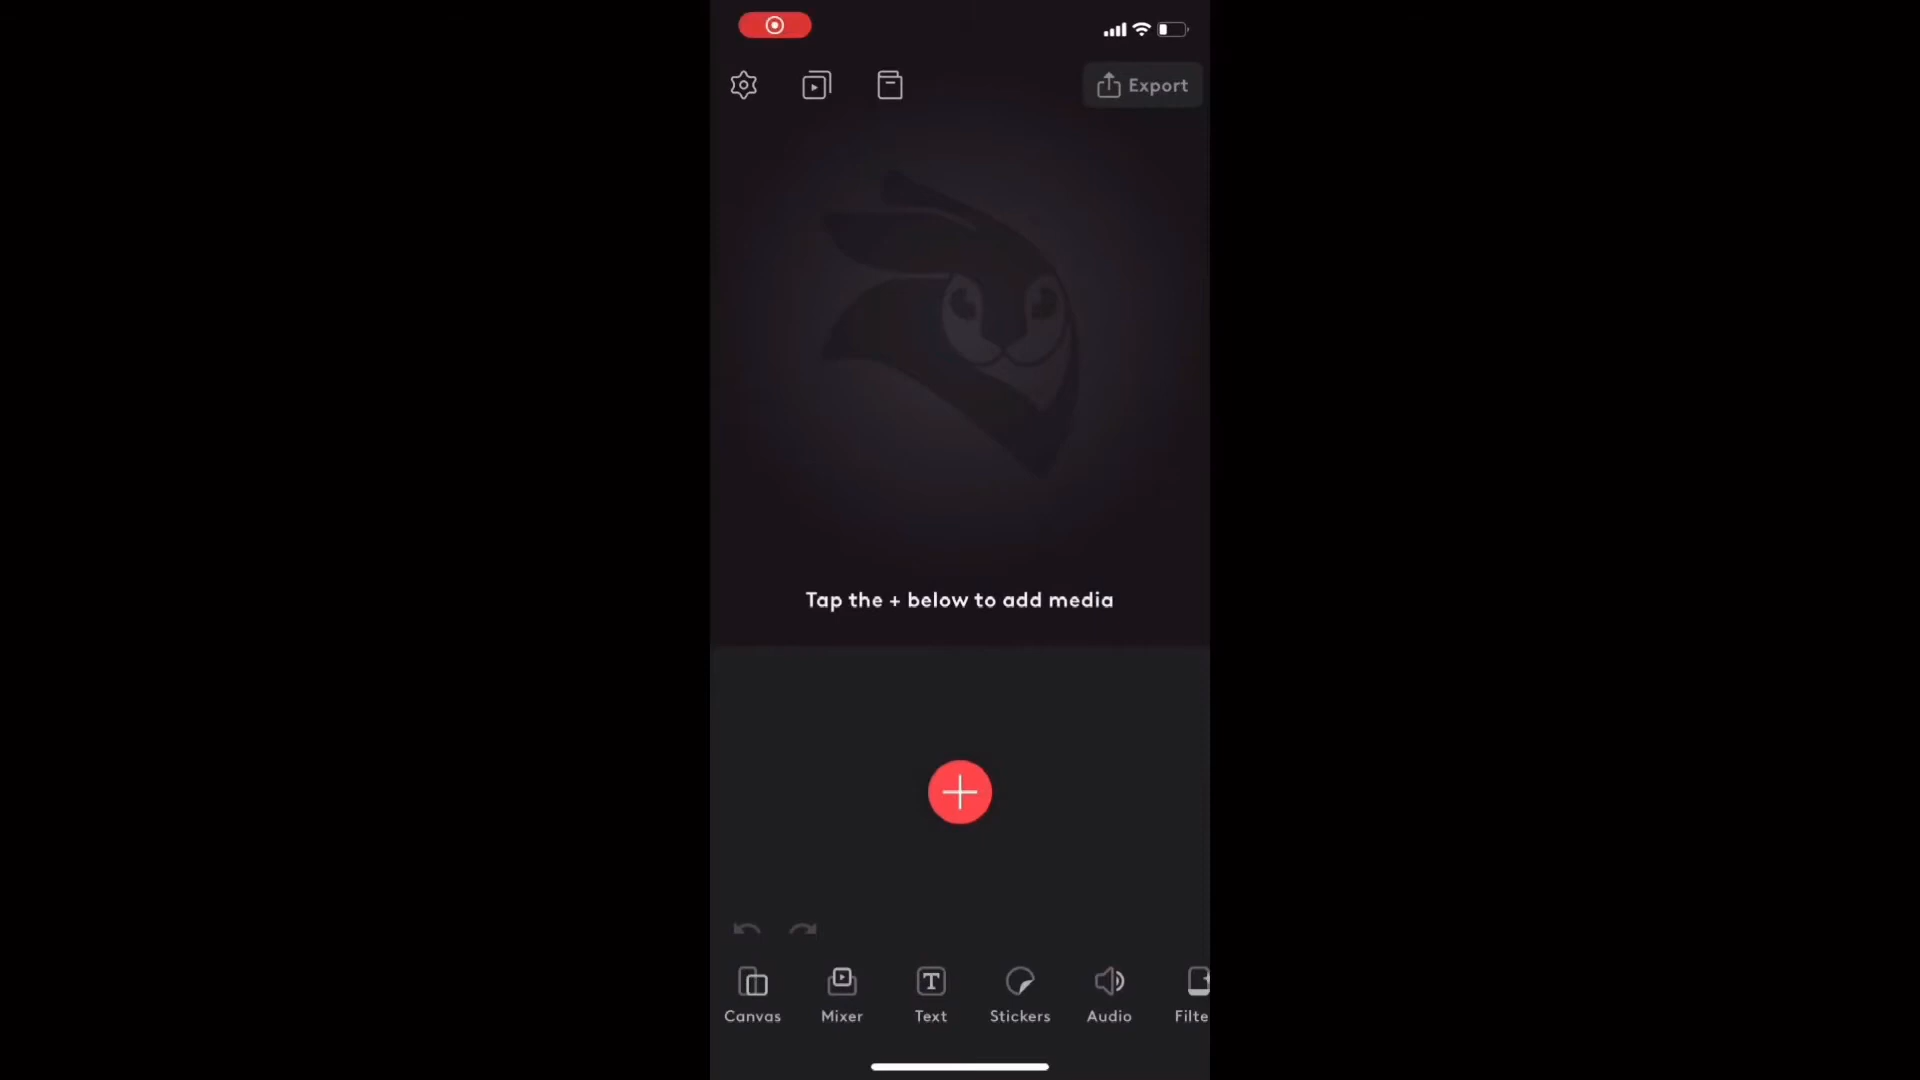 Export
Tap the + below to add media
Canvas
Mixer
Text
Stickers
Audio
Filte